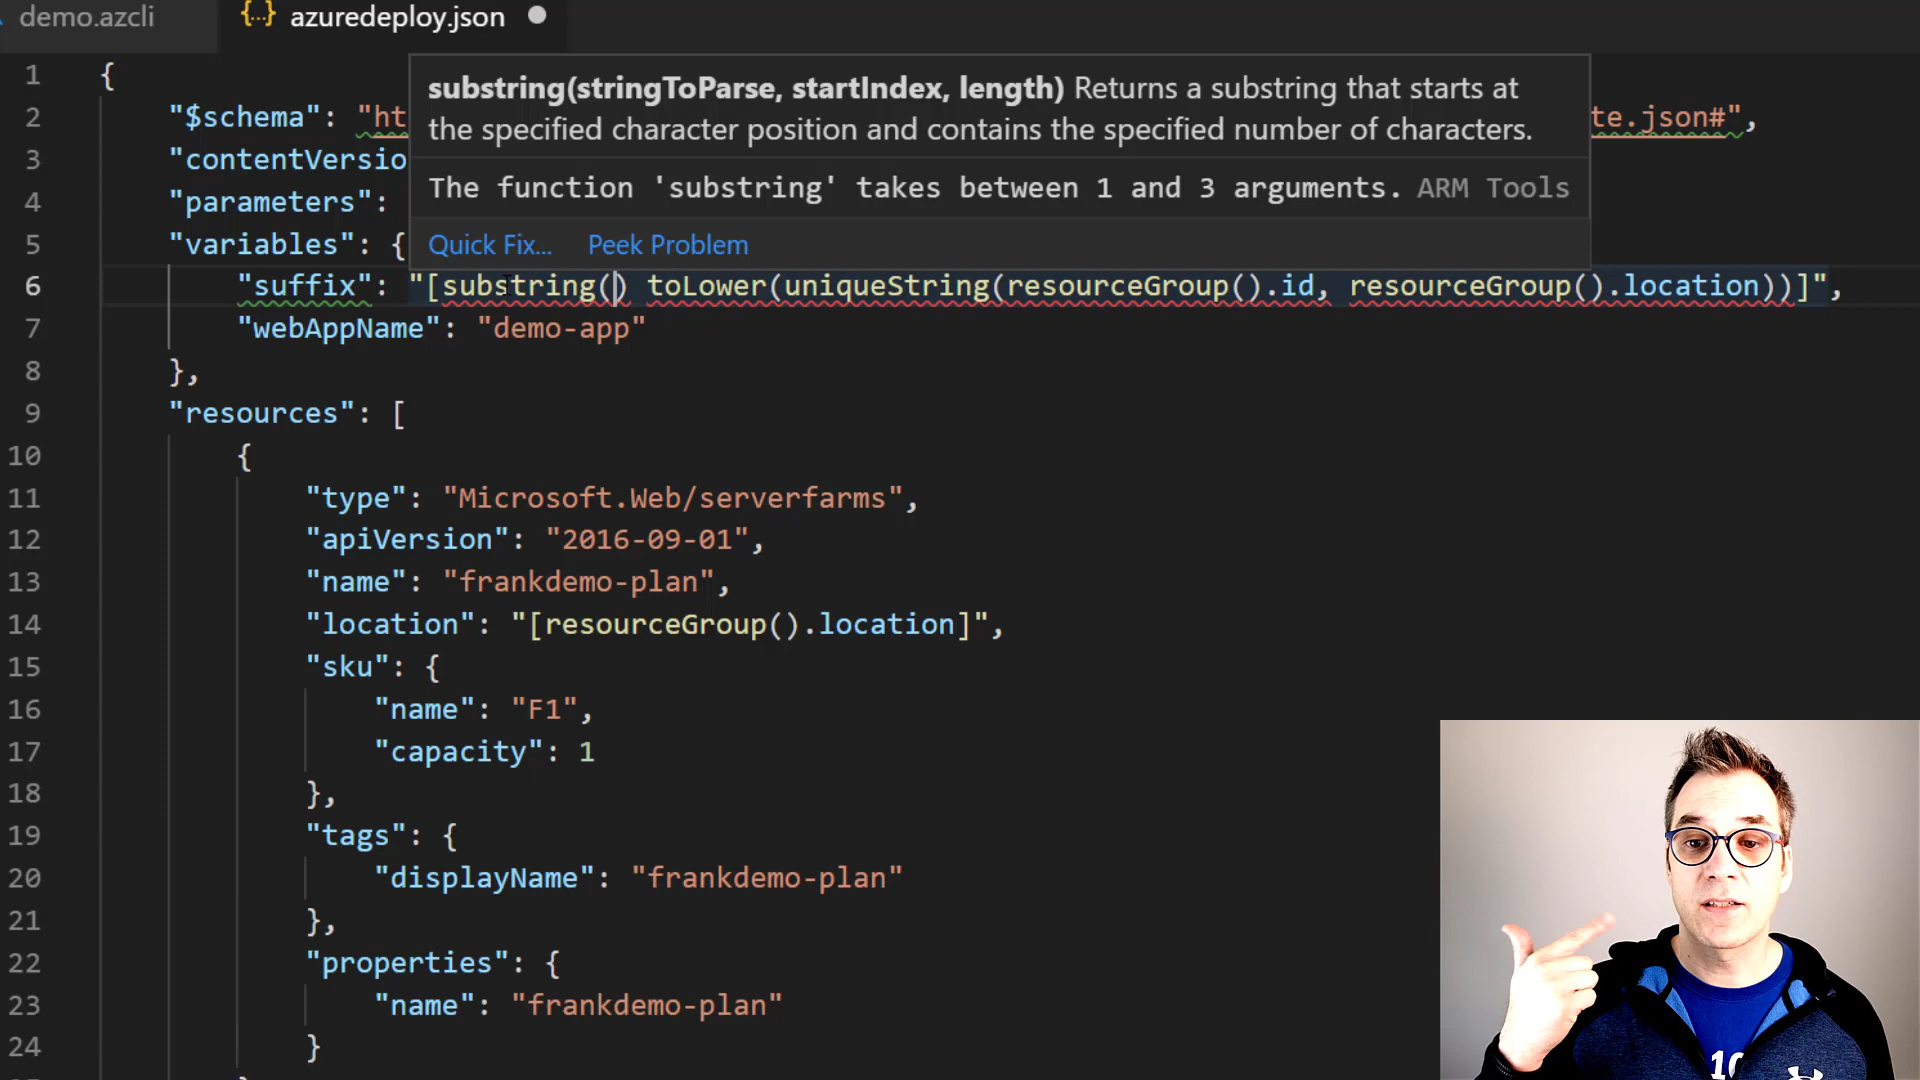 demo.azcli
{..} azuredeploy.json
1 {
substring(stringToParse, startIndex, length) Returns a substring that starts at
2 "$schema": "ht
the specified character position and contains the specified number of characters.
te.json#",
3 "contentVersio
4 "parameters":
The function 'substring' takes between 1 and 3 arguments. ARM Tools
5 "variables": {
Quick Fix... Peek Problem
6 "suffix": "[substring() toLower(uniqueString(resourceGroup().id, resourceGroup().location))]",
7 "webAppName": "demo-app"
8 },
9 "resources": [
10 {
11 "type": "Microsoft.Web/serverfarms",
12 "apiVersion": "2016-09-01",
13 "name": "frankdemo-plan",
14 "location": "[resourceGroup().location]",
15 "sku": {
16 "name": "F1",
17 "capacity": 1
18 },
19 "tags": {
20 "displayName": "frankdemo-plan"
21 },
22 "properties": {
23 "name": "frankdemo-plan"
24 }